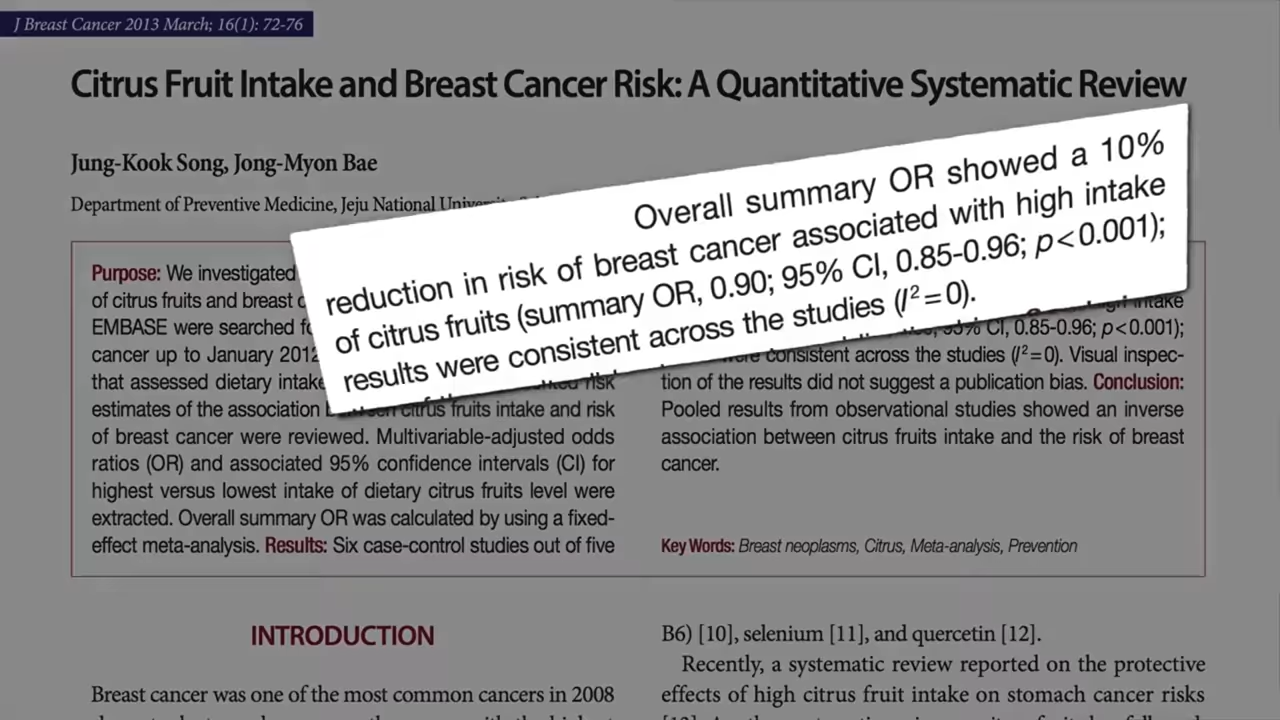 J Breast Cancer 2013 March; 16(1): 72-76
Citrus Fruit Intake and Breast Cancer Risk: A Quantitative Systematic Review
Jung-Kook Song, Jong-Myon Bae
Department of Preventive Medicine, Jeju National
Overall summary OR showed a 10%
reduction in risk of breast cancer associated with high intake
of citrus fruits (summary OR, 0.90; 95% CI, 0.85-0.96; p<0.001);
results were consistent across the studies (I²=0).
Purpose: We investigated
of citrus fruits and breast
EMBASE were searched
cancer up to January 2012
that assessed dietary intake
risk
estimates of the association between citrus fruits intake and risk
of breast cancer were reviewed. Multivariable-adjusted odds
ratios (OR) and associated 95% confidence intervals (CI) for
highest versus lowest intake of dietary citrus fruits level were
extracted. Overall summary OR was calculated by using a fixed-
effect meta-analysis. Results: Six case-control studies out of five
intake
CI, 0.85-0.96; p<0.001);
consistent across the studies (I²=0). Visual inspec-
tion of the results did not suggest a publication bias. Conclusion:
Pooled results from observational studies showed an inverse
association between citrus fruits intake and the risk of breast
cancer.
Key Words: Breast neoplasms, Citrus, Meta-analysis, Prevention
INTRODUCTION
Breast cancer was one of the most common cancers in 2008
B6) [10], selenium [11], and quercetin [12].
Recently, a systematic review reported on the protective
effects of high citrus fruit intake on stomach cancer risks